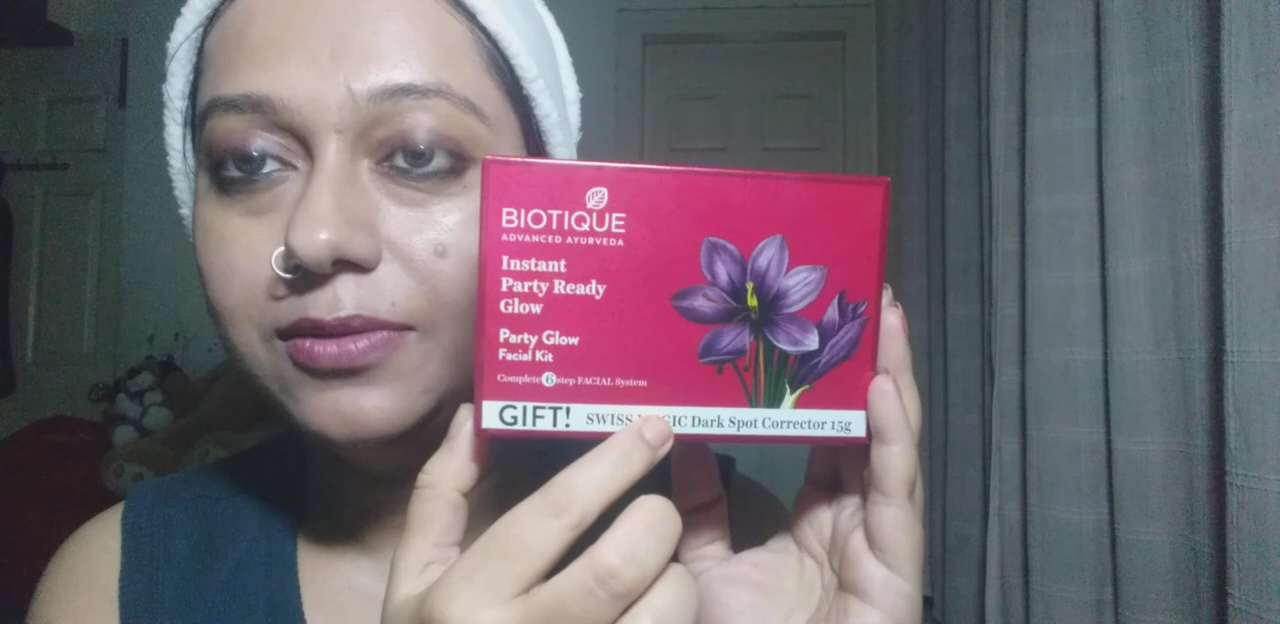 BIOTIQUE
ADVANCED AYURVEDA
Instant
Party Ready
Glow
Party Glow
Facial Kit
Complete 6 step FACIAL System
GIFT! SWISS Dark Spot Corrector 15g